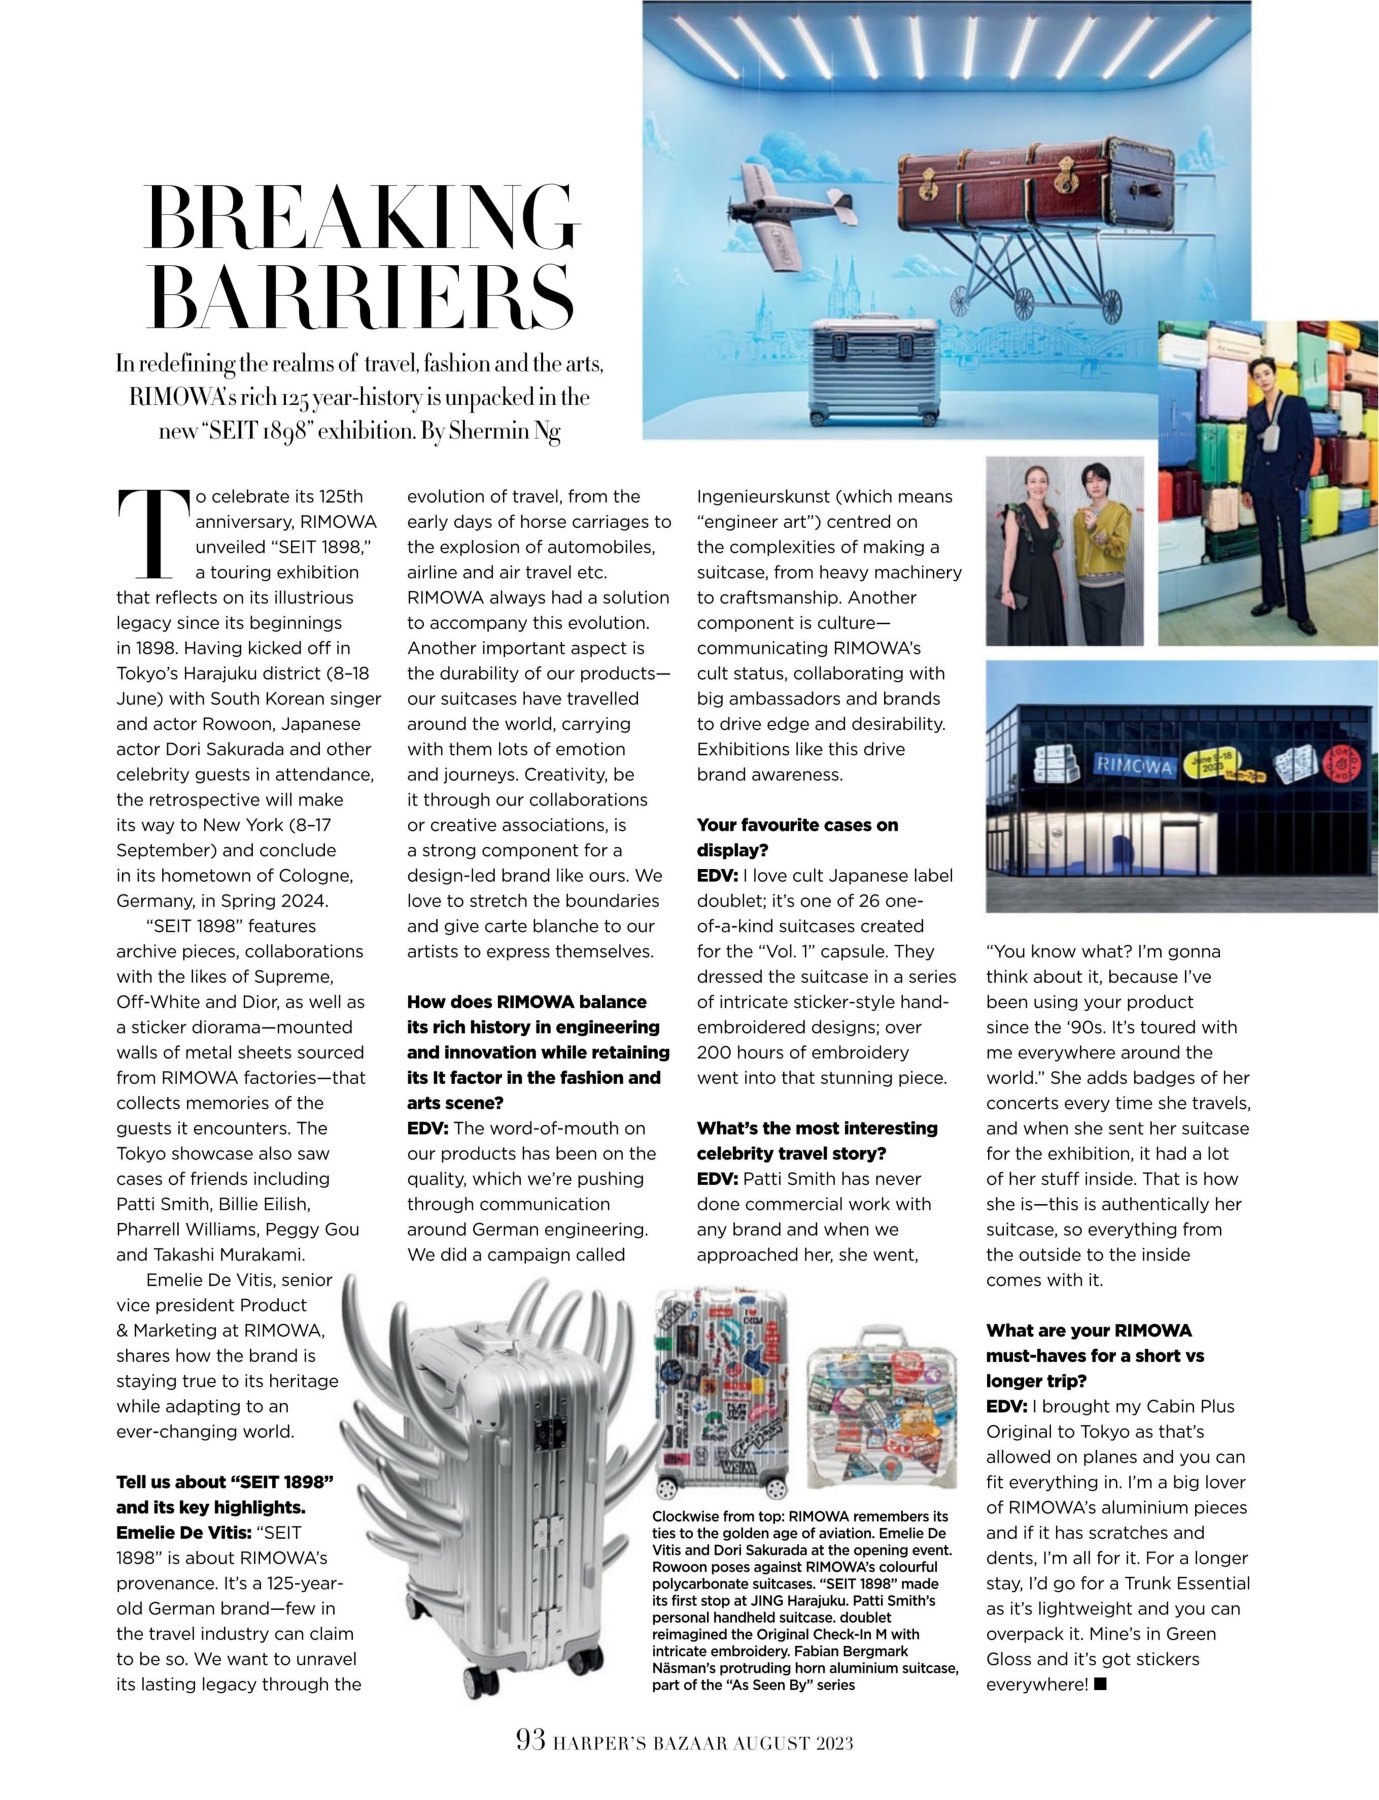 BREAKING
BARRIERS
In redefining the realms of travel, fashion and the arts,
RIMOWA's rich 125 year-history is unpacked in the
new “SEIT 1898” exhibition. By Shermin Ng
To celebrate its 125th
anniversary, RIMOWA
unveiled “SEIT 1898,”
a touring exhibition
that reflects on its illustrious
legacy since its beginnings
in 1898. Having kicked off in
Tokyo’s Harajuku district (8–18
June) with South Korean singer
and actor Rowoon, Japanese
actor Dori Sakurada and other
celebrity guests in attendance,
the retrospective will make
its way to New York (8–17
September) and conclude
in its hometown of Cologne,
Germany, in Spring 2024.
“SEIT 1898” features
archive pieces, collaborations
with the likes of Supreme,
Off-White and Dior, as well as
a sticker diorama—mounted
walls of metal sheets sourced
from RIMOWA factories—that
collects memories of the
guests it encounters. The
Tokyo showcase also saw
cases of friends including
Patti Smith, Billie Eilish,
Pharrell Williams, Peggy Gou
and Takashi Murakami.
Emelie De Vitis, senior
vice president Product
& Marketing at RIMOWA,
shares how the brand is
staying true to its heritage
while adapting to an
ever-changing world.
Tell us about “SEIT 1898”
and its key highlights.
Emelie De Vitis: “SEIT
1898” is about RIMOWA’s
provenance. It’s a 125-year-
old German brand—few in
the travel industry can claim
to be so. We want to unravel
its lasting legacy through the
evolution of travel, from the
early days of horse carriages to
the explosion of automobiles,
airline and air travel etc.
RIMOWA always had a solution
to accompany this evolution.
Another important aspect is
the durability of our products—
our suitcases have travelled
around the world, carrying
with them lots of emotion
and journeys. Creativity, be
it through our collaborations
or creative associations, is
a strong component for a
design-led brand like ours. We
love to stretch the boundaries
and give carte blanche to our
artists to express themselves.
How does RIMOWA balance
its rich history in engineering
and innovation while retaining
its It factor in the fashion and
arts scene?
EDV: The word-of-mouth on
our products has been on the
quality, which we’re pushing
through communication
around German engineering.
We did a campaign called
Ingenieurskunst (which means
“engineer art”) centred on
the complexities of making a
suitcase, from heavy machinery
to craftsmanship. Another
component is culture—
communicating RIMOWA’s
cult status, collaborating with
big ambassadors and brands
to drive edge and desirability.
Exhibitions like this drive
brand awareness.
Your favourite cases on
display?
EDV: I love cult Japanese label
doublet; it’s one of 26 one-
of-a-kind suitcases created
for the “Vol. 1” capsule. They
dressed the suitcase in a series
of intricate sticker-style hand-
embroidered designs; over
200 hours of embroidery
went into that stunning piece.
What’s the most interesting
celebrity travel story?
EDV: Patti Smith has never
done commercial work with
any brand and when we
approached her, she went,
RIMOWA
June 9-18
2023
11am-7pm
“You know what? I’m gonna
think about it, because I’ve
been using your product
since the ‘90s. It’s toured with
me everywhere around the
world.” She adds badges of her
concerts every time she travels,
and when she sent her suitcase
for the exhibition, it had a lot
of her stuff inside. That is how
she is—this is authentically her
suitcase, so everything from
the outside to the inside
comes with it.
What are your RIMOWA
must-haves for a short vs
longer trip?
EDV: I brought my Cabin Plus
Original to Tokyo as that’s
allowed on planes and you can
fit everything in. I’m a big lover
of RIMOWA’s aluminium pieces
and if it has scratches and
dents, I’m all for it. For a longer
stay, I’d go for a Trunk Essential
as it’s lightweight and you can
overpack it. Mine’s in Green
Gloss and it’s got stickers
everywhere! ■
Clockwise from top: RIMOWA remembers its
ties to the golden age of aviation. Emelie De
Vitis and Dori Sakurada at the opening event.
Rowoon poses against RIMOWA’s colourful
polycarbonate suitcases. “SEIT 1898” made
its first stop at JING Harajuku. Patti Smith’s
personal handheld suitcase. doublet
reimagined the Original Check-In M with
intricate embroidery. Fabian Bergmark
Näsman’s protruding horn aluminium suitcase,
part of the “As Seen By” series
93 HARPER’S BAZAAR AUGUST 2023